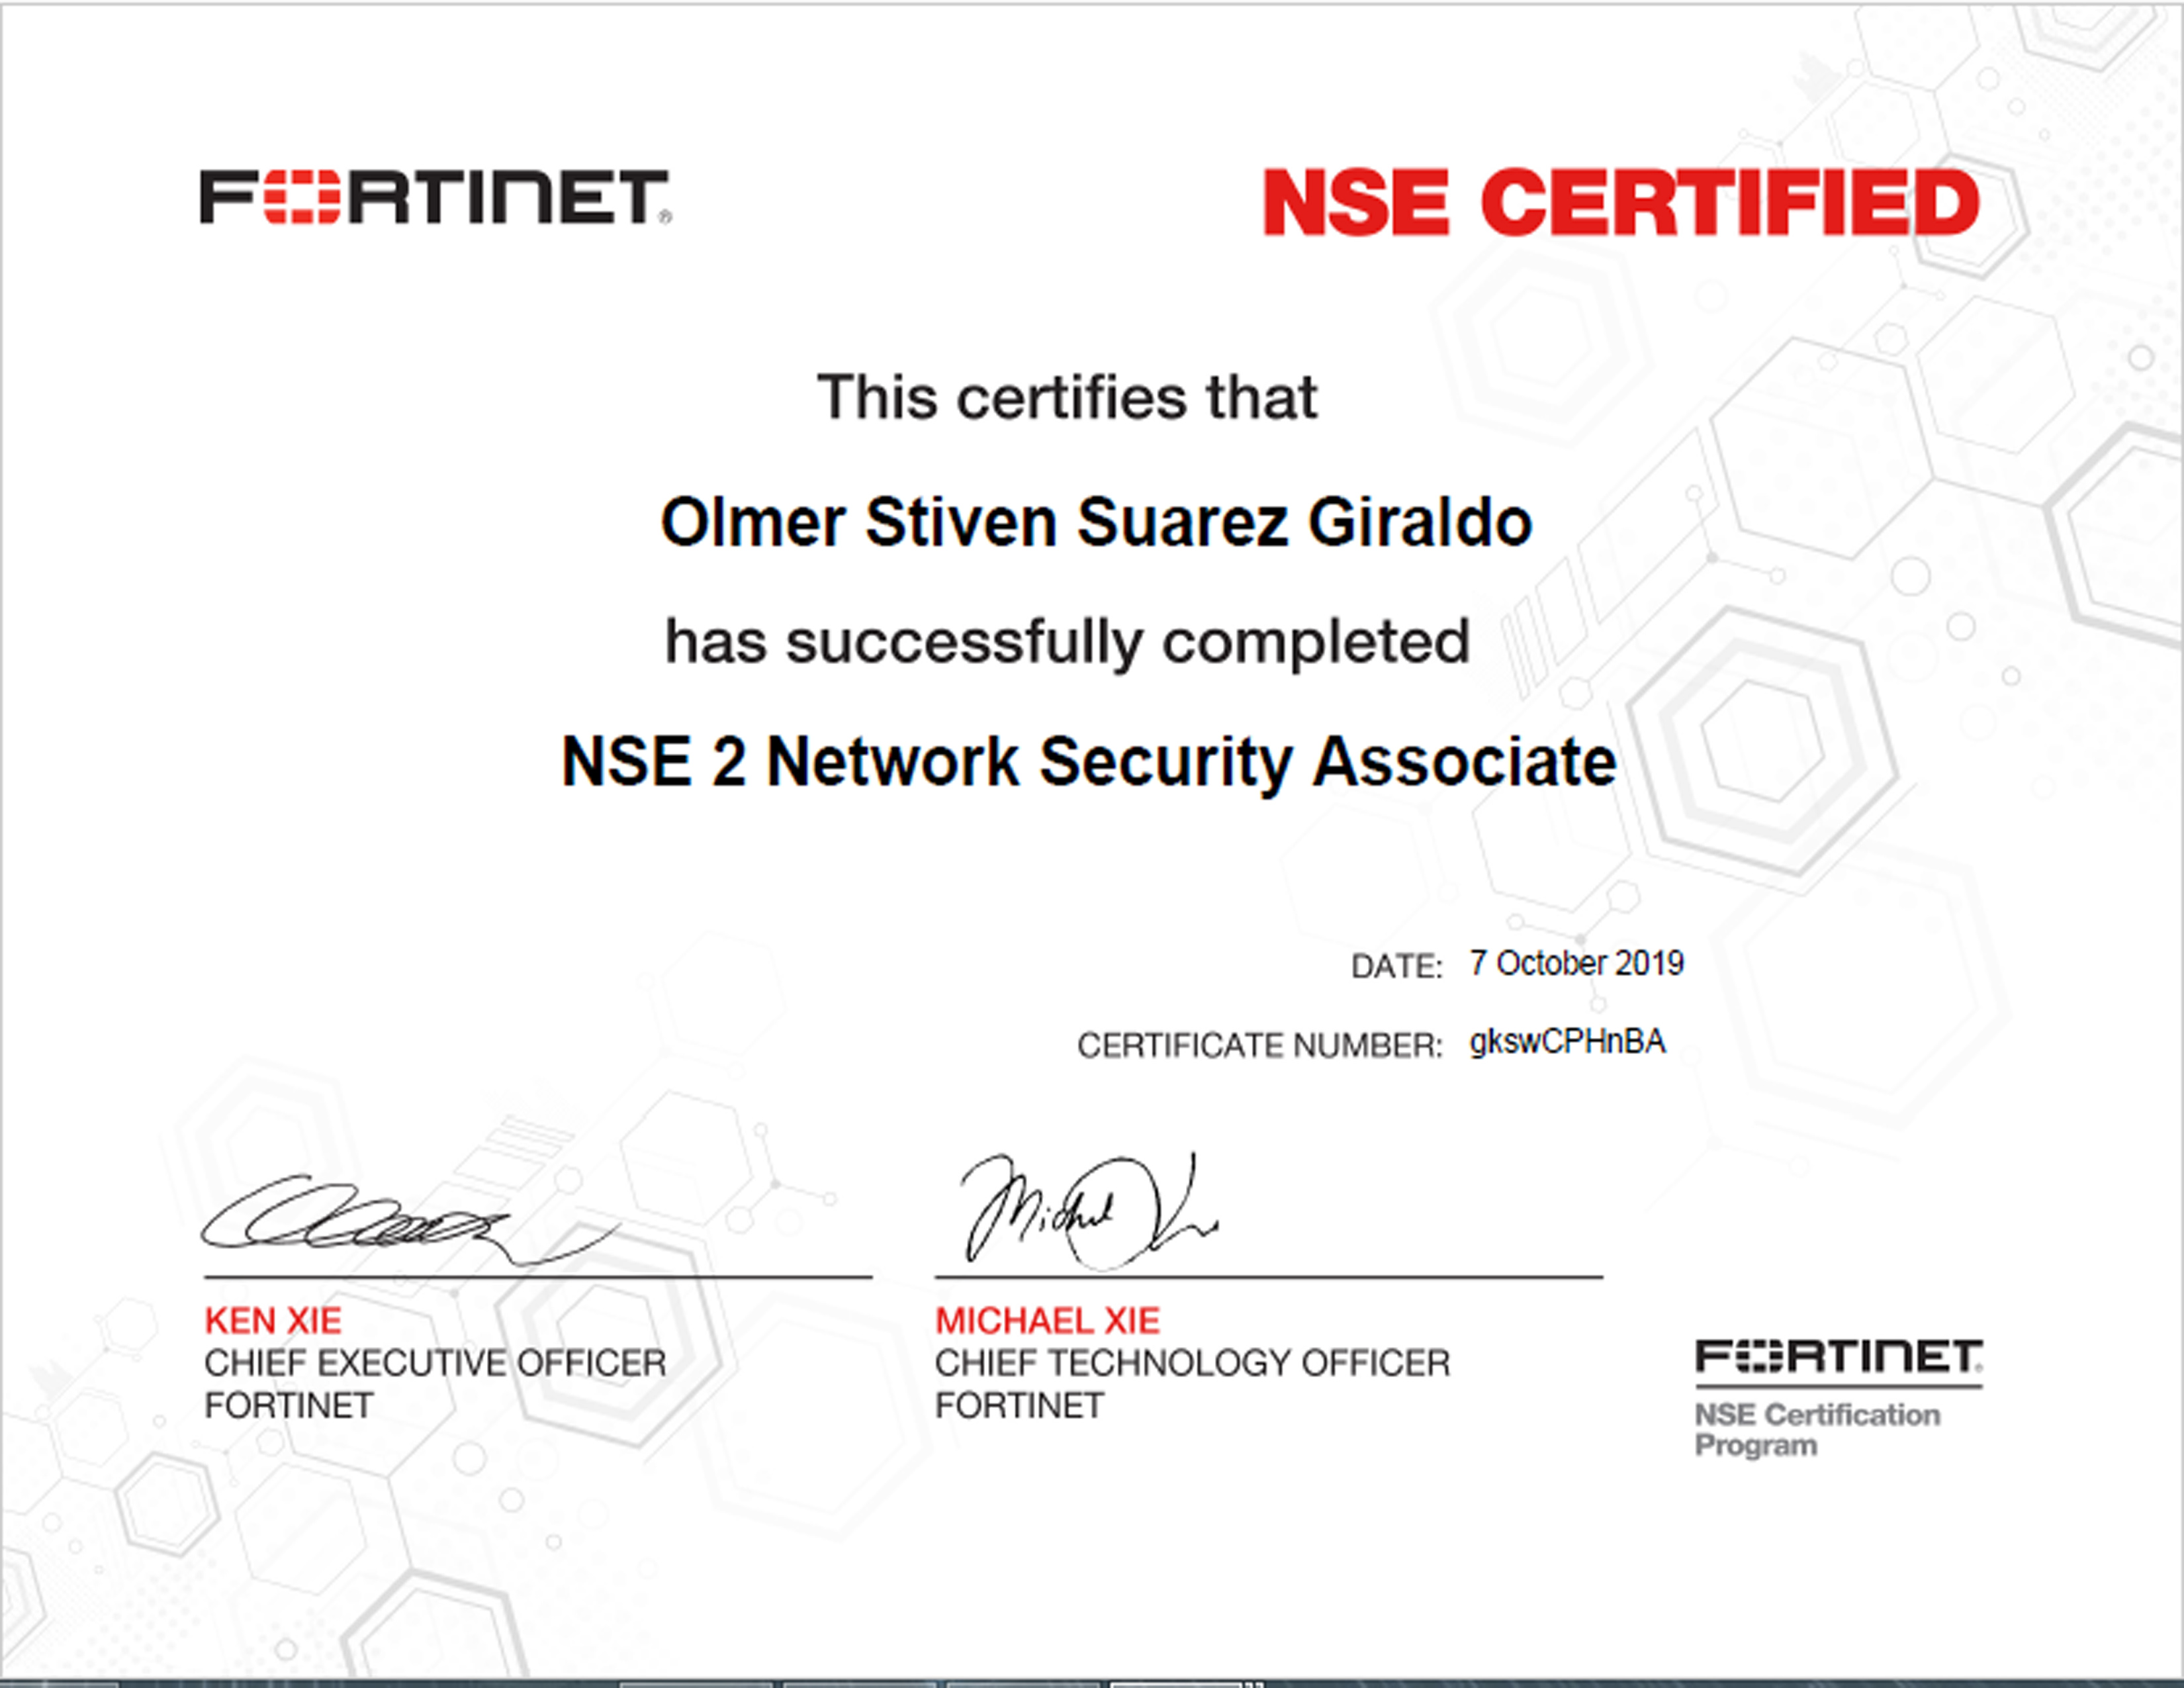 FORTINET®
NSE CERTIFIED
This certifies that
Olmer Stiven Suarez Giraldo
has successfully completed
NSE 2 Network Security Associate
DATE: 7 October 2019
CERTIFICATE NUMBER: gkswCPHnBA
Michael Xie
KEN XIE
CHIEF EXECUTIVE OFFICER
FORTINET
MICHAEL XIE
CHIEF TECHNOLOGY OFFICER
FORTINET
FORTINET®
NSE Certification
Program